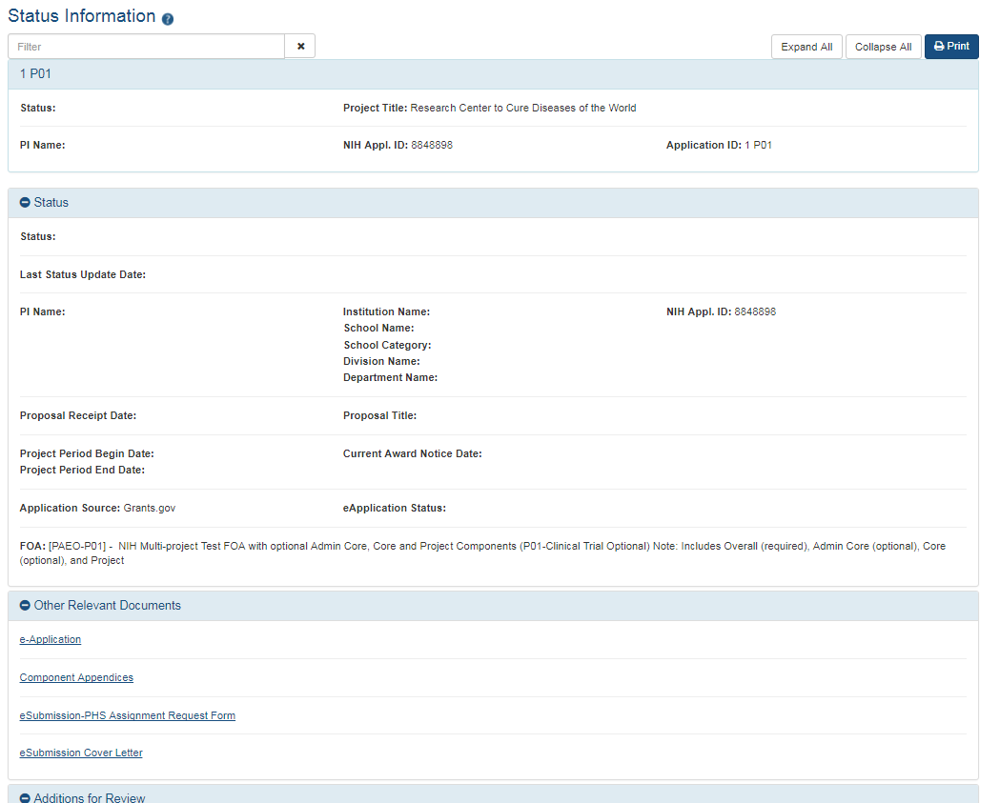 Status Information ?
Filter
Expand All Collapse All Print
1 P01
Status: Project Title: Research Center to Cure Diseases of the World
PI Name: NIH Appl. ID: 8848898 Application ID: 1 P01
Status
Status:
Last Status Update Date:
PI Name: Institution Name: NIH Appl. ID: 8848898
School Name:
School Category:
Division Name:
Department Name:
Proposal Receipt Date: Proposal Title:
Project Period Begin Date: Current Award Notice Date:
Project Period End Date:
Application Source: Grants.gov eApplication Status:
FOA: [PAEO-P01] - NIH Multi-project Test FOA with optional Admin Core, Core and Project Components (P01-Clinical Trial Optional) Note: Includes Overall (required), Admin Core (optional), Core
(optional), and Project
Other Relevant Documents
e-Application
Component Appendices
eSubmission-PHS Assignment Request Form
eSubmission Cover Letter
Additions for Review